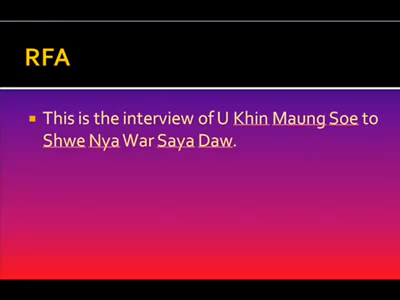 RFA
This is the interview of U Khin Maung Soe to
Shwe Nya War Saya Daw.